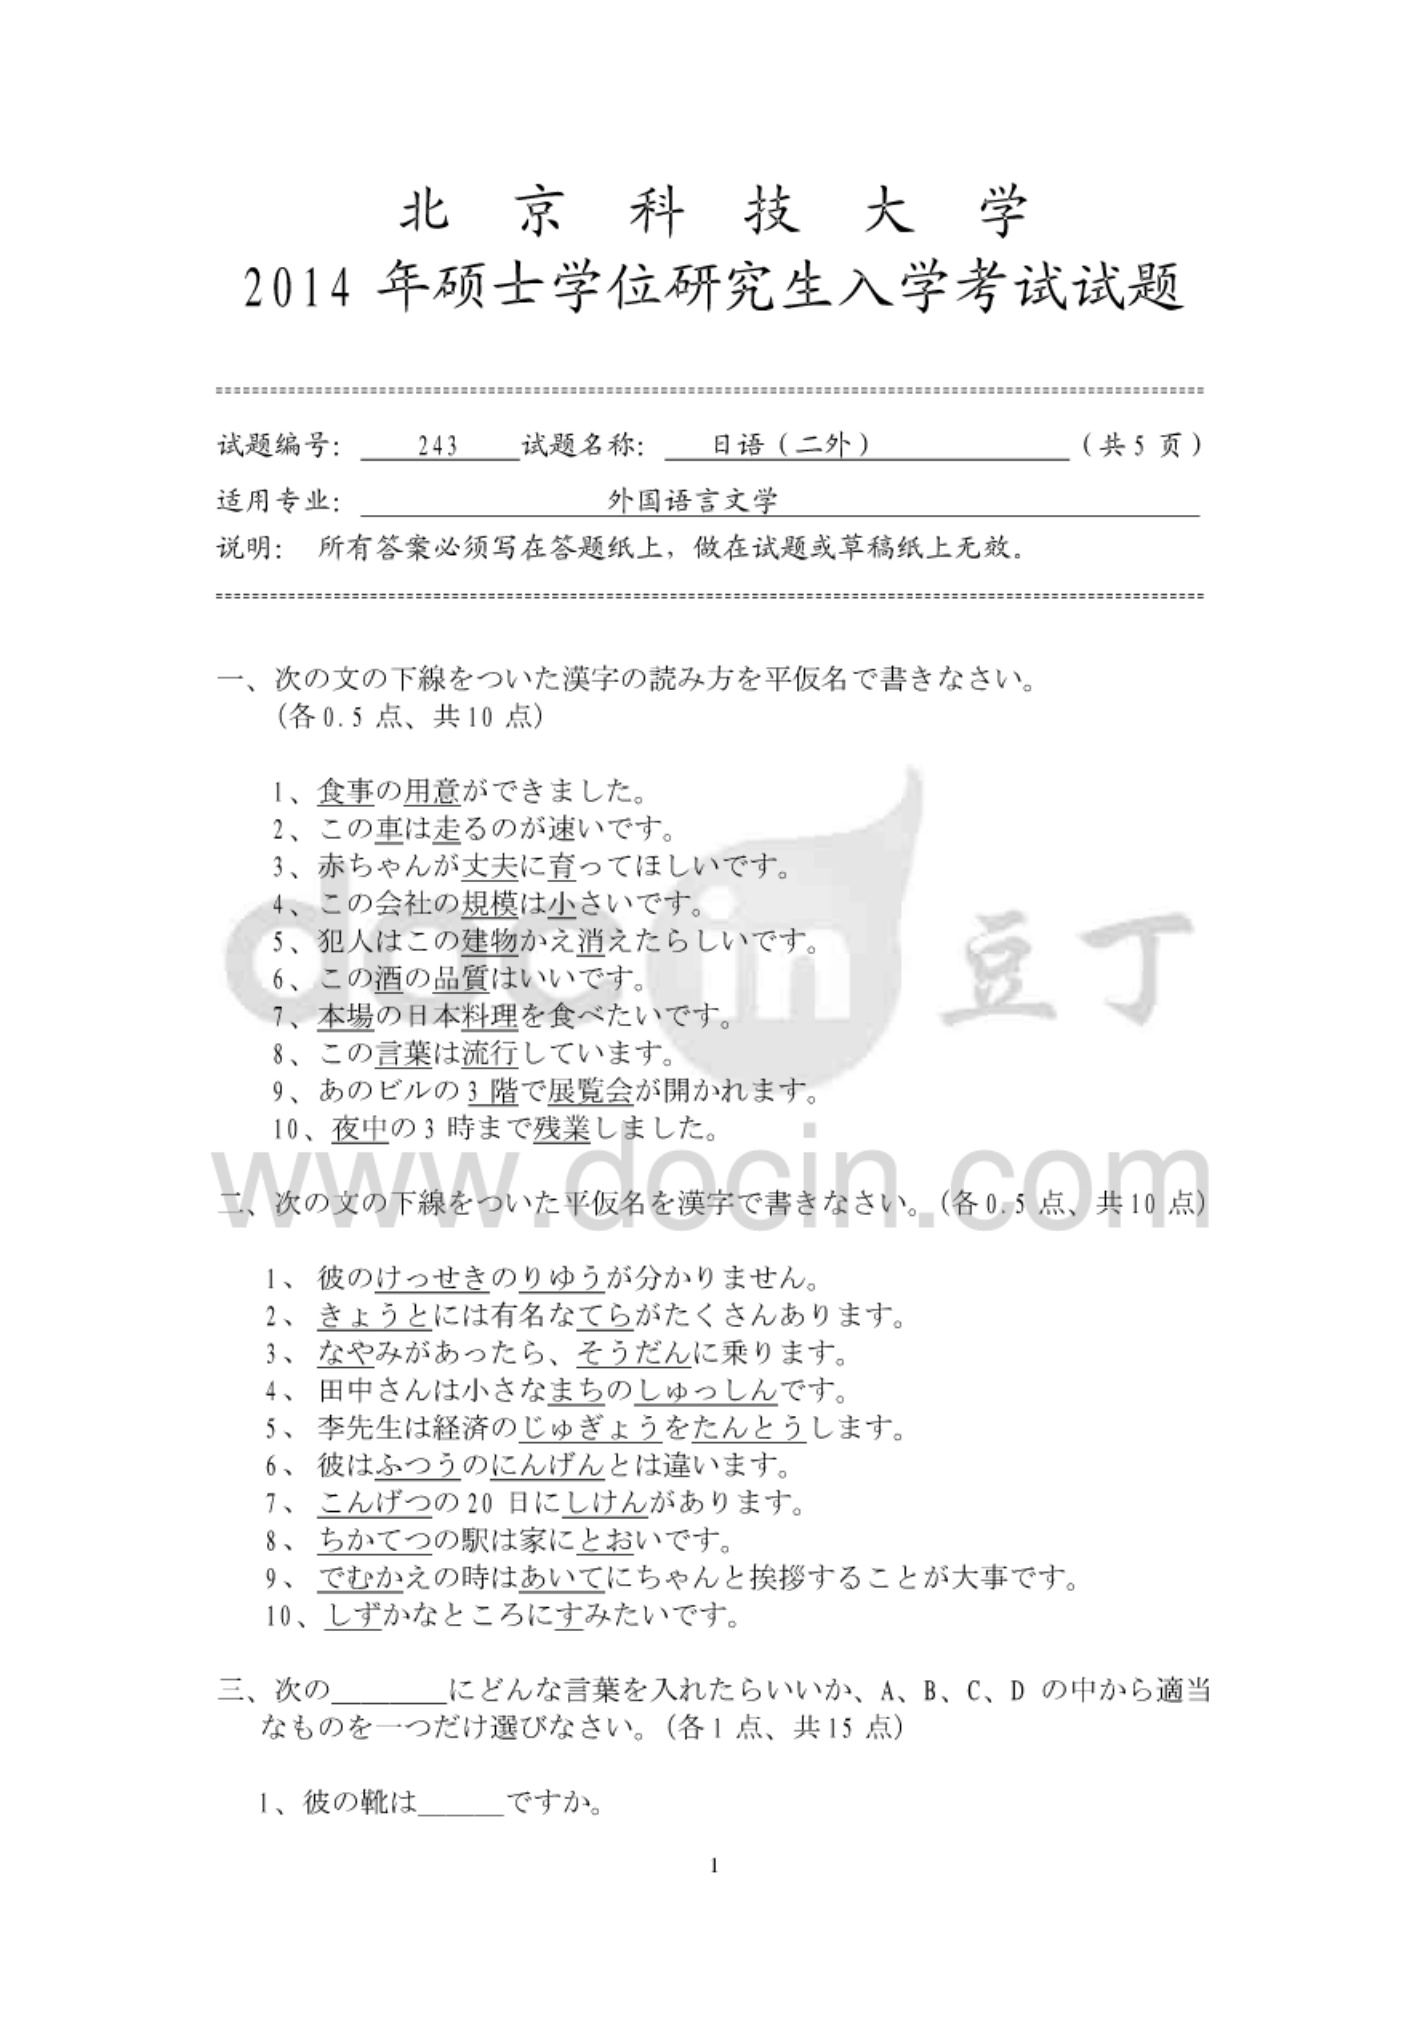 北京科技大学
2014 年硕士学位研究生入学考试试题
试题编号: 243 试题名称: 日语(二外) (共5 页)
适用专业: 外国语言文学
说明: 所有答案必须写在答题纸上,做在试题或草稿纸上无效。
一、次の文の下線をついた漢字の読み方を平仮名で書きなさい。
(各0.5 点、共10 点)
1、食事の用意ができました。
2、この車は走るのが速いです。
3、赤ちゃんが丈夫に育ってほしいです。
4、この会社の規模は小さいです。
5、犯人はこの建物かえ消えたらしいです。
6、この酒の品質はいいです。
7、本場の日本料理を食べたいです。
8、この言葉は流行しています。
9、あのビルの 3 階で展覧会が開かれます。
10、夜中の 3 時まで残業しました。
二、次の文の下線をついた平仮名を漢字で書きなさい。(各0.5 点、共10 点)
1、 彼のけっせきのりゆうが分かりません。
2、 きょうとには有名なてらがたくさんあります。
3、 なやみがあったら、そうだんに乗ります。
4、 田中さんは小さなまちのしゅっしんです。
5、 李先生は経済のじゅぎょうをたんとうします。
6、 彼はふつうのにんげんとは違います。
7、 こんげつの 20 日にしけんがあります。
8、 ちかてつの駅は家にとおいです。
9、 でむかえの時はあいてにちゃんと挨拶することが大事です。
10、しずかなところにすみたいです。
三、次の________にどんな言葉を入れたらいいか、A、B、C、D の中から適当
なものを一つだけ選びなさい。(各1 点、共15 点)
1、彼の靴は______ですか。
1
docin 豆丁
www.docin.com